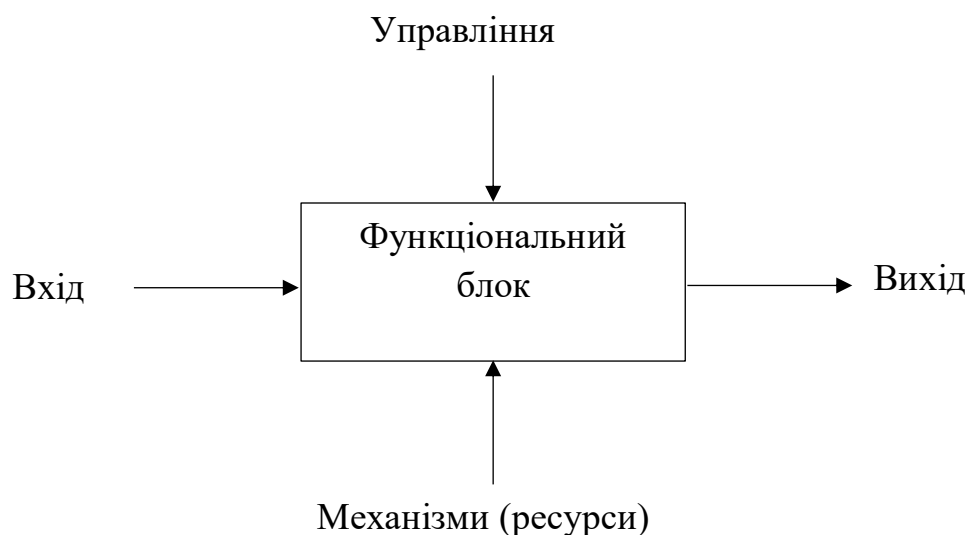 Управління
Функціональний
блок
Вхід
Вихід
Механізми (ресурси)